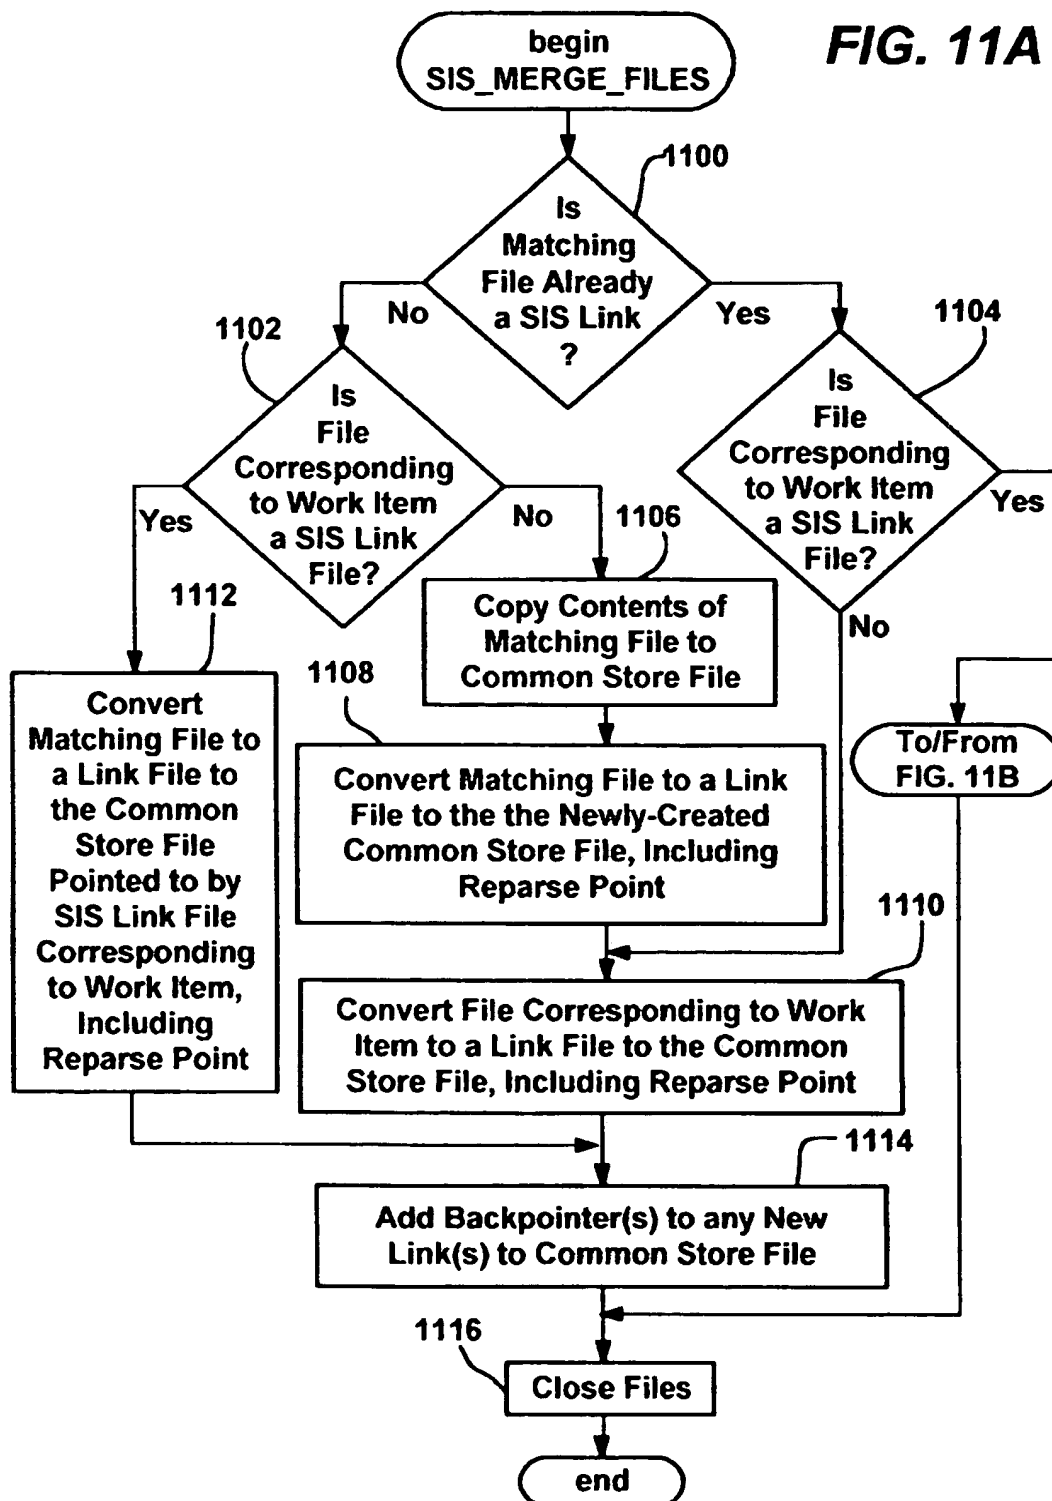 FIG. 11A
begin
SIS_MERGE_FILES
1100
Is
Matching
File Already
a SIS Link
?
No
Yes
1102
Is
File
Corresponding
to Work Item
a SIS Link
File?
Yes
No
1104
Is
File
Corresponding
to Work Item
a SIS Link
File?
Yes
No
1106
Copy Contents of
Matching File to
Common Store File
1112
Convert
Matching File to
a Link File to
the Common
Store File
Pointed to by
SIS Link File
Corresponding
to Work Item,
Including
Reparse Point
1108
Convert Matching File to a Link
File to the the Newly-Created
Common Store File, Including
Reparse Point
To/From
FIG. 11B
1110
Convert File Corresponding to Work
Item to a Link File to the Common
Store File, Including Reparse Point
1114
Add Backpointer(s) to any New
Link(s) to Common Store File
1116
Close Files
end